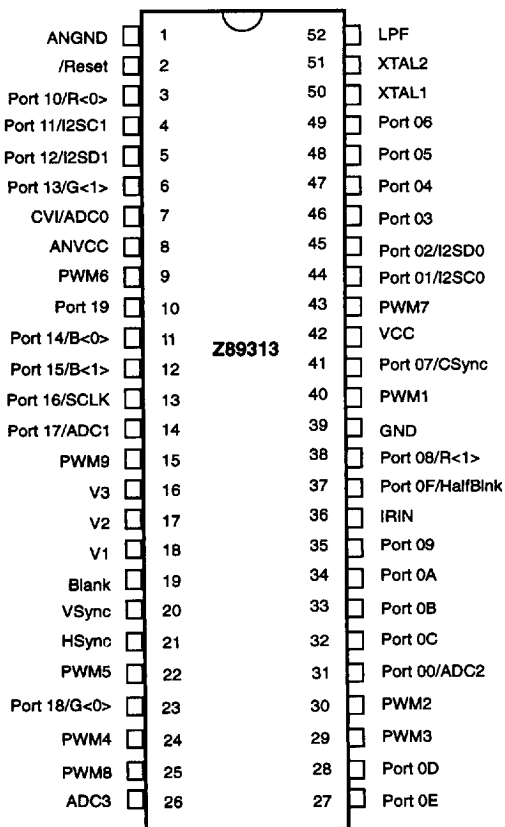 ANGND 1 52 LPF
/Reset 2 51 XTAL2
Port 10/R<0> 3 50 XTAL1
Port 11/I2SC1 4 49 Port 06
Port 12/I2SD1 5 48 Port 05
Port 13/G<1> 6 47 Port 04
CVI/ADC0 7 46 Port 03
ANVCC 8 45 Port 02/I2SD0
PWM6 9 44 Port 01/I2SC0
Port 19 10 43 PWM7
Port 14/B<0> 11 42 VCC
Z89313
Port 15/B<1> 12 41 Port 07/CSync
Port 16/SCLK 13 40 PWM1
Port 17/ADC1 14 39 GND
PWM9 15 38 Port 08/R<1>
V3 16 37 Port 0F/HalfBlnk
V2 17 36 IRIN
V1 18 35 Port 09
Blank 19 34 Port 0A
VSync 20 33 Port 0B
HSync 21 32 Port 0C
PWM5 22 31 Port 00/ADC2
Port 18/G<0> 23 30 PWM2
PWM4 24 29 PWM3
PWM8 25 28 Port 0D
ADC3 26 27 Port 0E